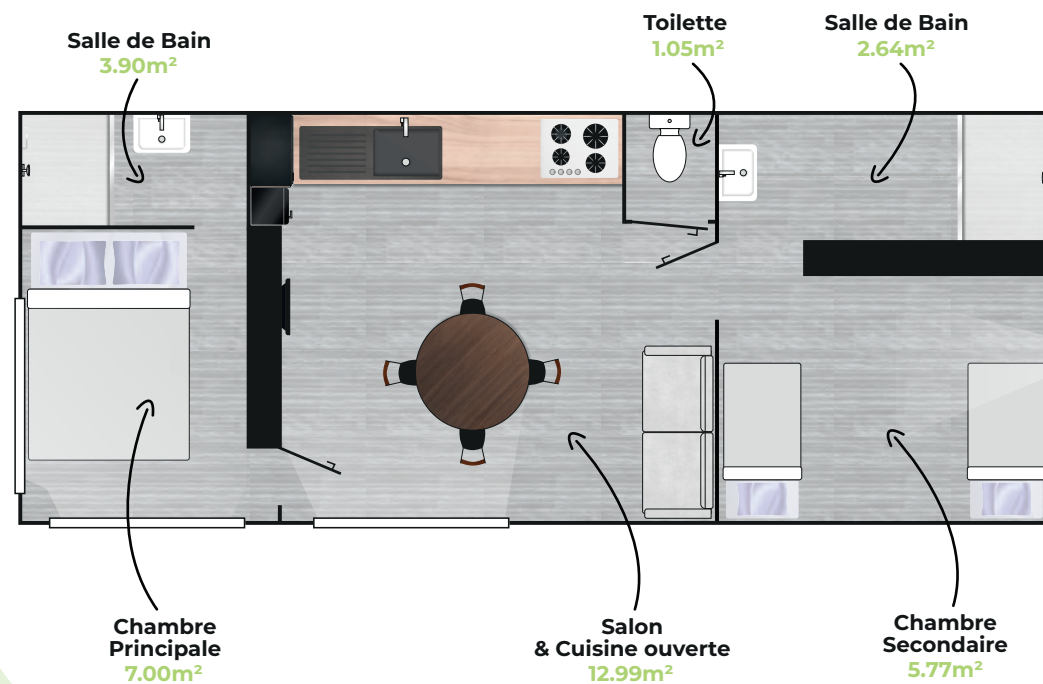 Salle de Bain
3.90m²
Toilette
1.05m²
Salle de Bain
2.64m²
Chambre
Principale
7.00m²
Salon
& Cuisine ouverte
12.99m²
Chambre
Secondaire
5.77m²